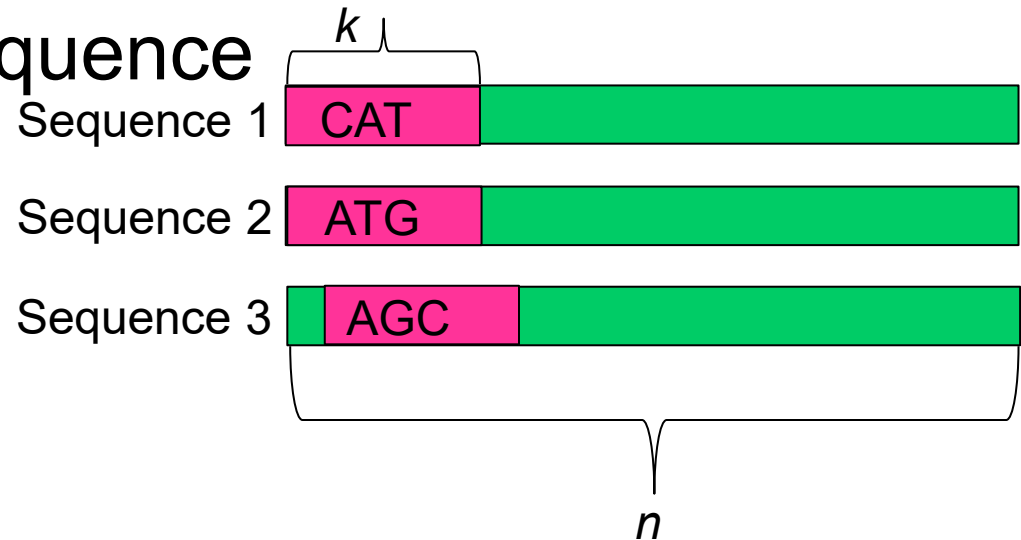 k
quence
Sequence 1 CAT
Sequence 2 ATG
Sequence 3 AGC
n